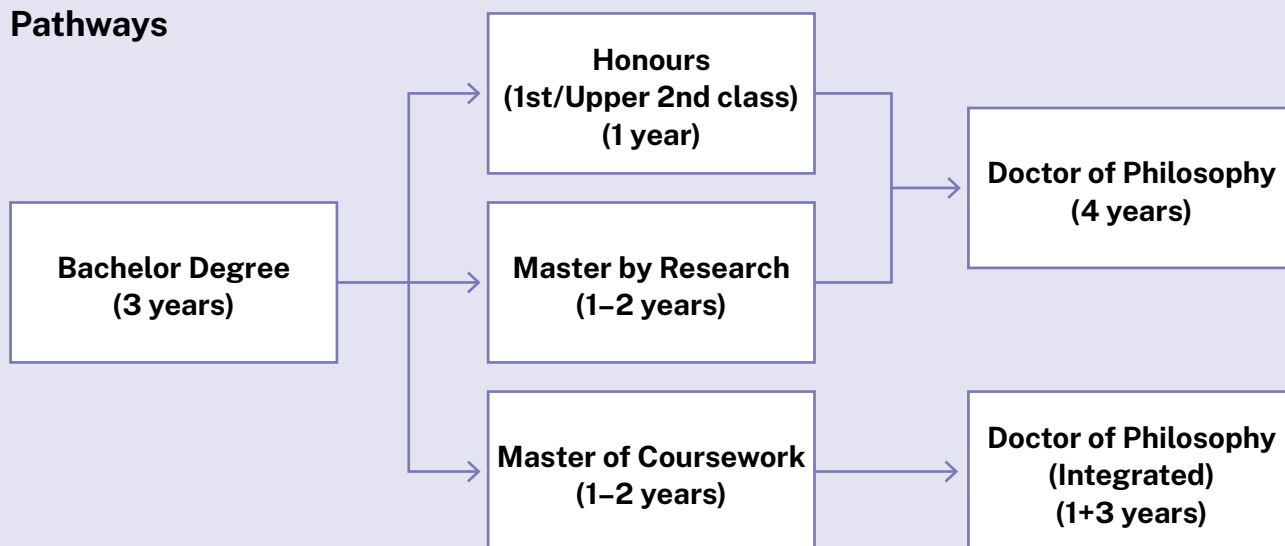 Pathways
Honours
(1st/Upper 2nd class)
(1 year)
Doctor of Philosophy
(4 years)
Bachelor Degree
(3 years)
Master by Research
(1–2 years)
Master of Coursework
(1–2 years)
Doctor of Philosophy
(Integrated)
(1+3 years)